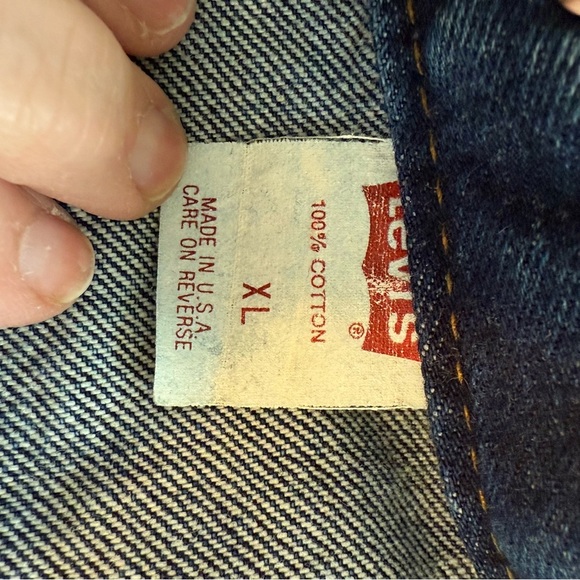 Levi's
®
100% COTTON
XL
MADE IN U.S.A.
CARE ON REVERSE